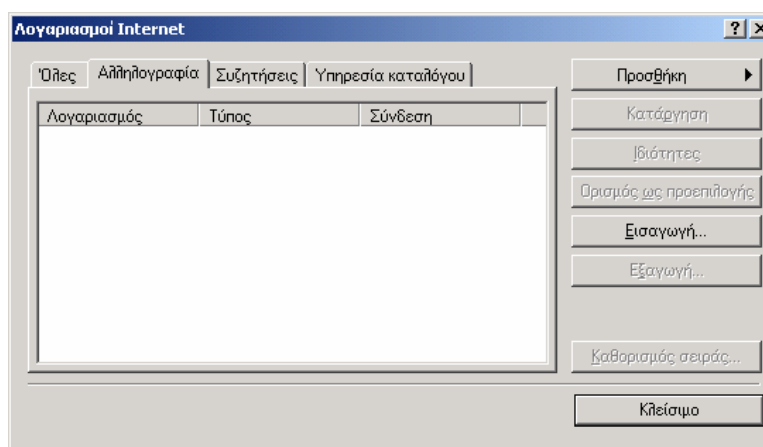 Λογαριασμοί Internet
Όλες Αλληλογραφία Συζητήσεις Υπηρεσία καταλόγου
Λογαριασμός Τύπος Σύνδεση
Προσθήκη
Κατάργηση
Ιδιότητες
Ορισμός ως προεπιλογής
Εισαγωγή...
Εξαγωγή...
Καθορισμός σειράς...
Κλείσιμο